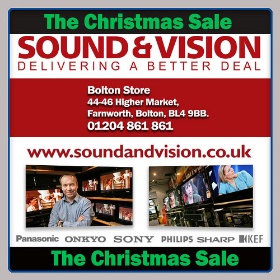 The Christmas Sale
SOUND & VISION
DELIVERING A BETTER DEAL
Bolton Store
44-46 Higher Market,
Farnworth, Bolton, BL4 9BB.
01204 861 861
www.soundandvision.co.uk
Panasonic ONKYO SONY PHILIPS SHARP KEF
The Christmas Sale